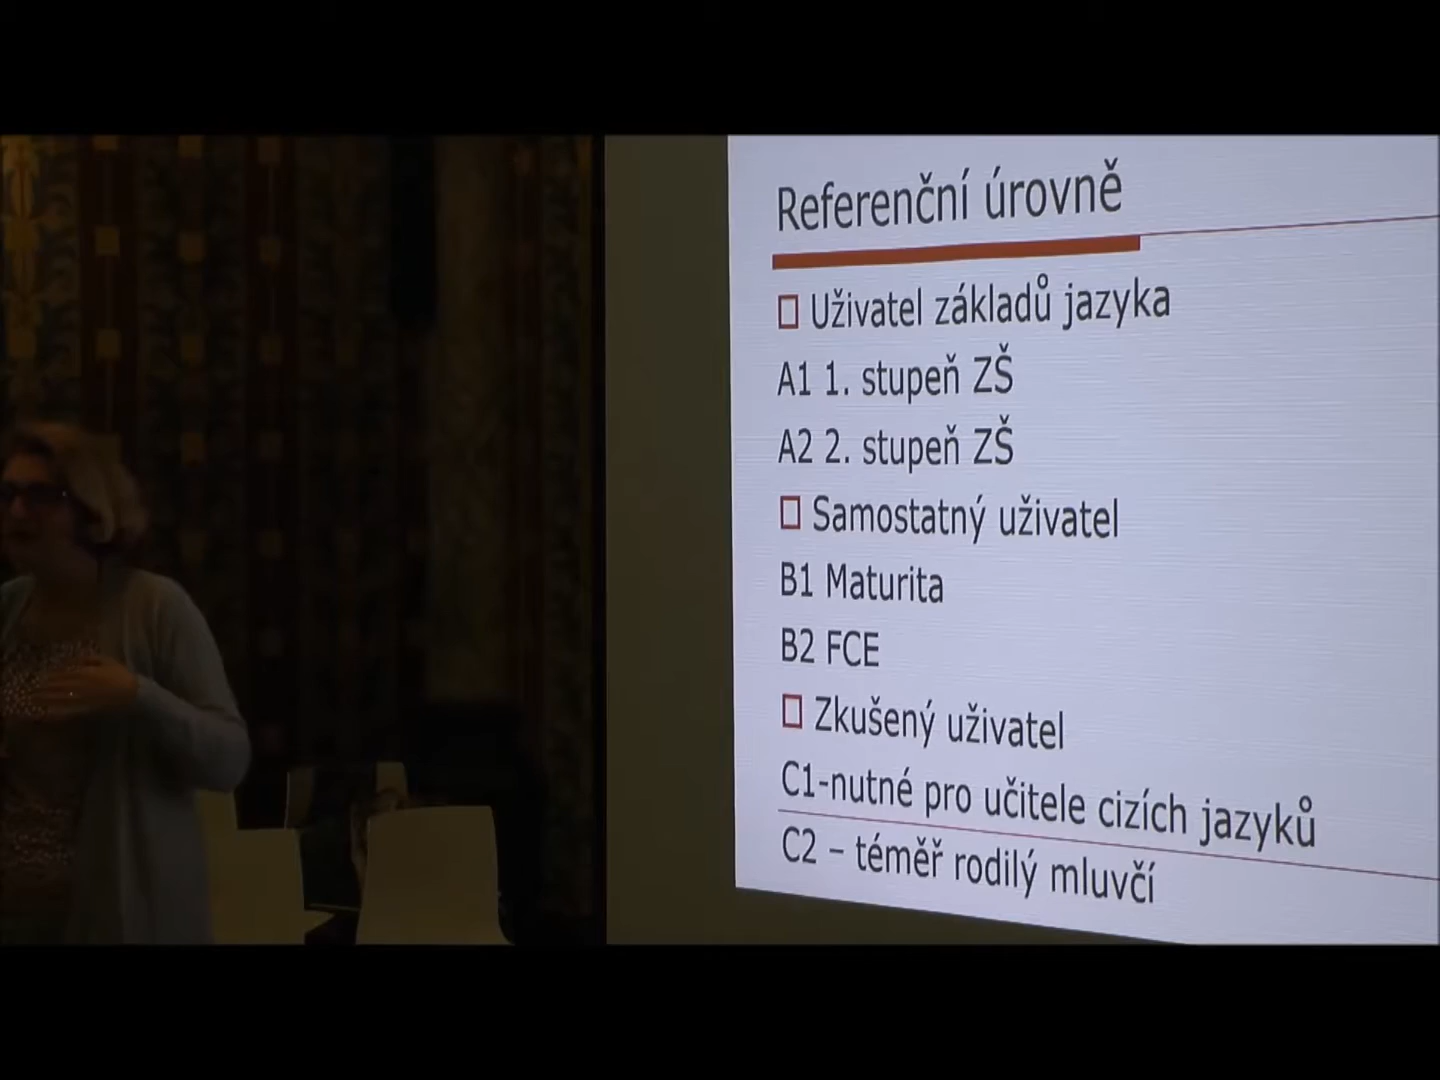 Referenční úrovně
Uživatel základů jazyka
A1 1. stupeň ZŠ
A2 2. stupeň ZŠ
Samostatný uživatel
B1 Maturita
B2 FCE
Zkušený uživatel
C1-nutné pro učitele cizích jazyků
C2 – téměř rodilý mluvčí